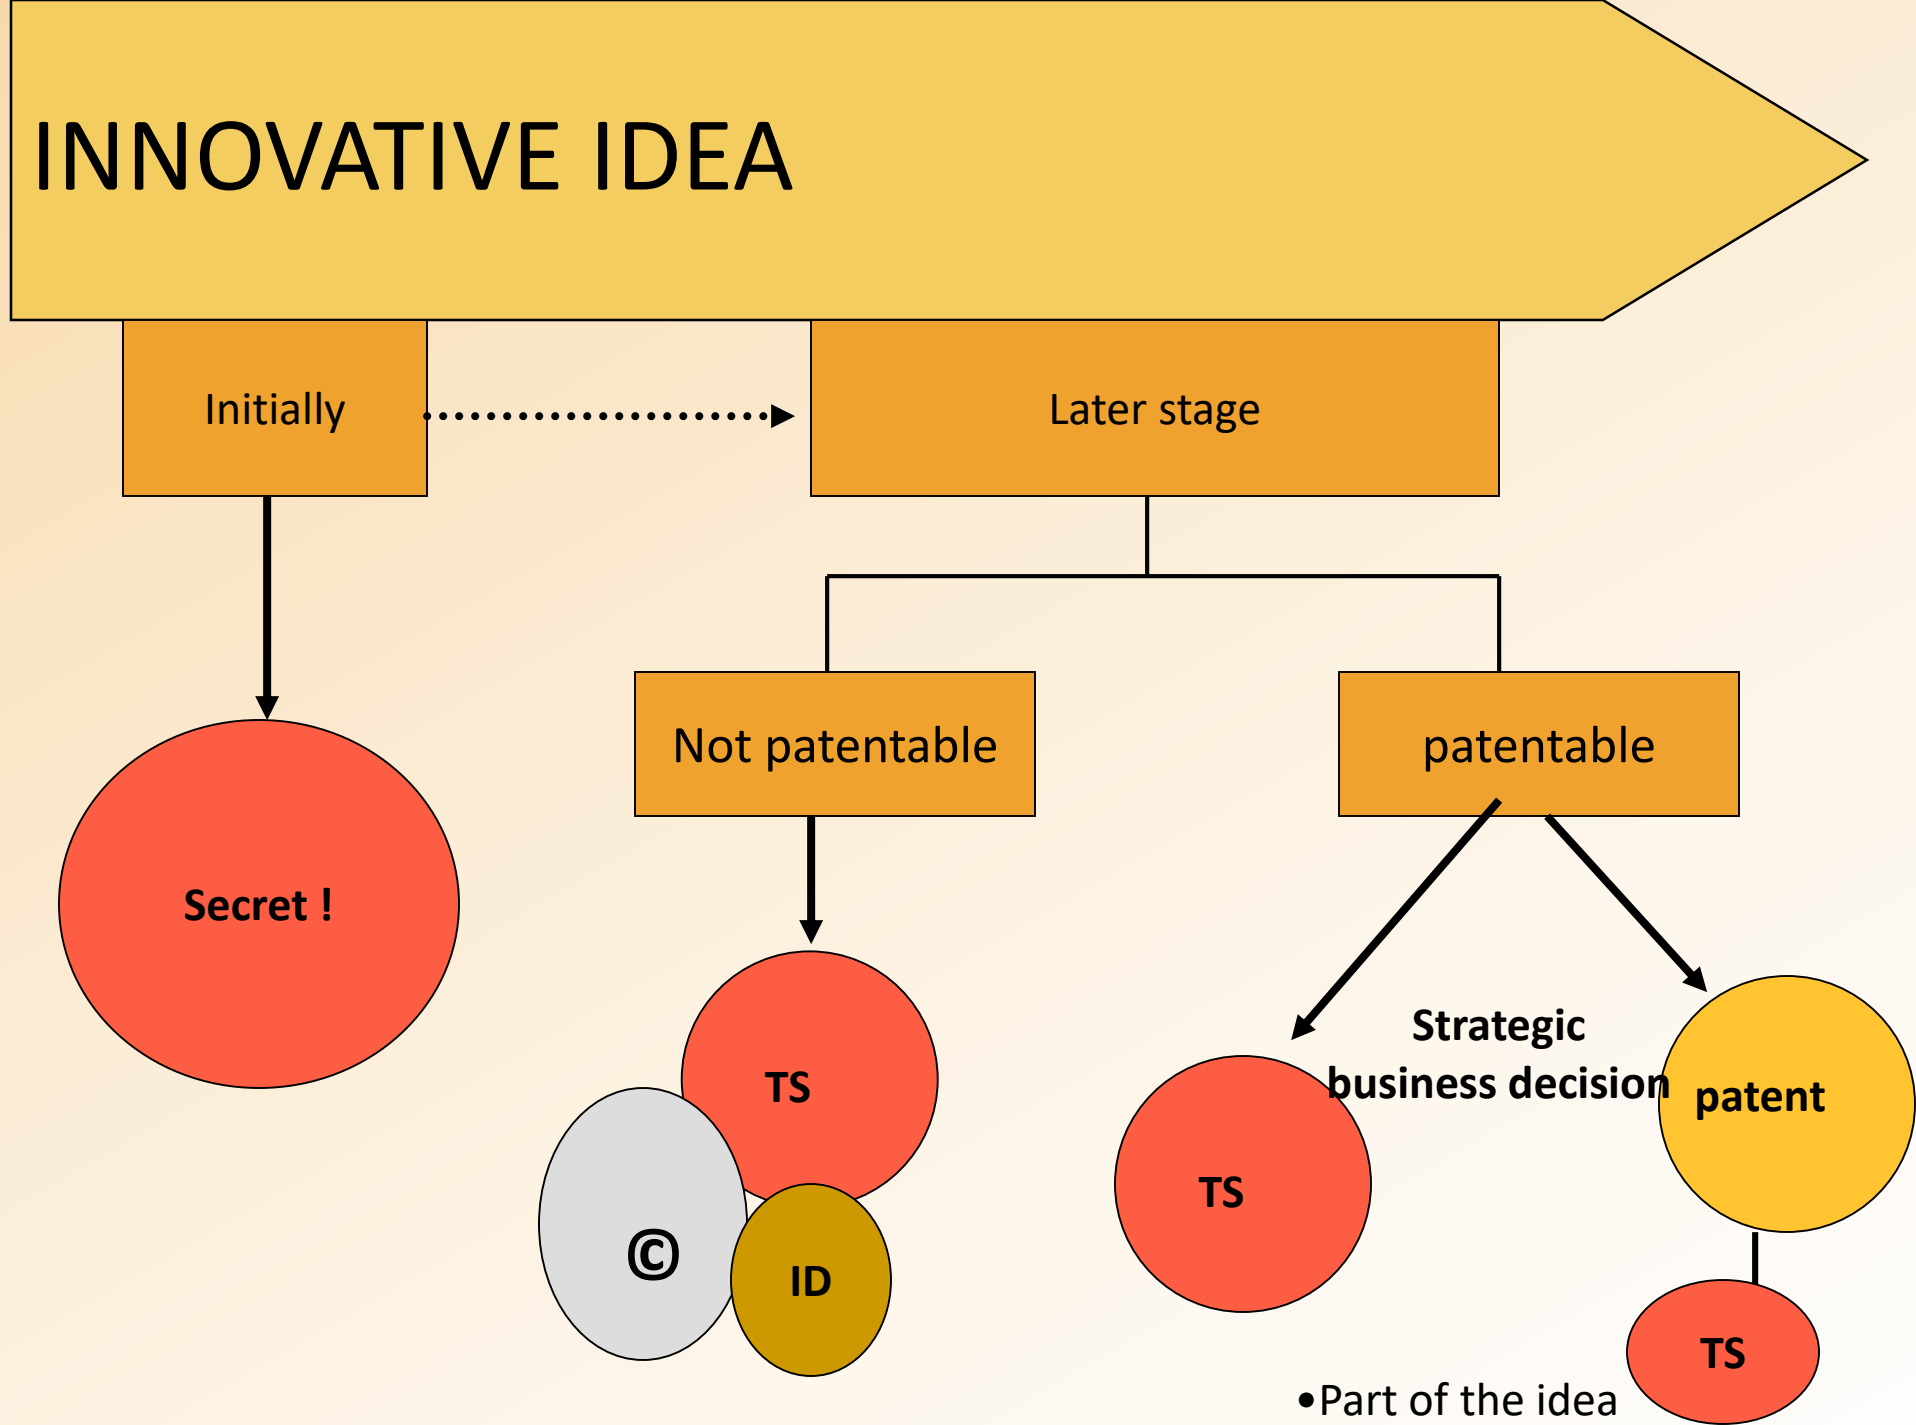 INNOVATIVE IDEA
Initially
Later stage
Not patentable
patentable
Secret !
TS
©
ID
Strategic
business decision
TS
patent
TS
•Part of the idea